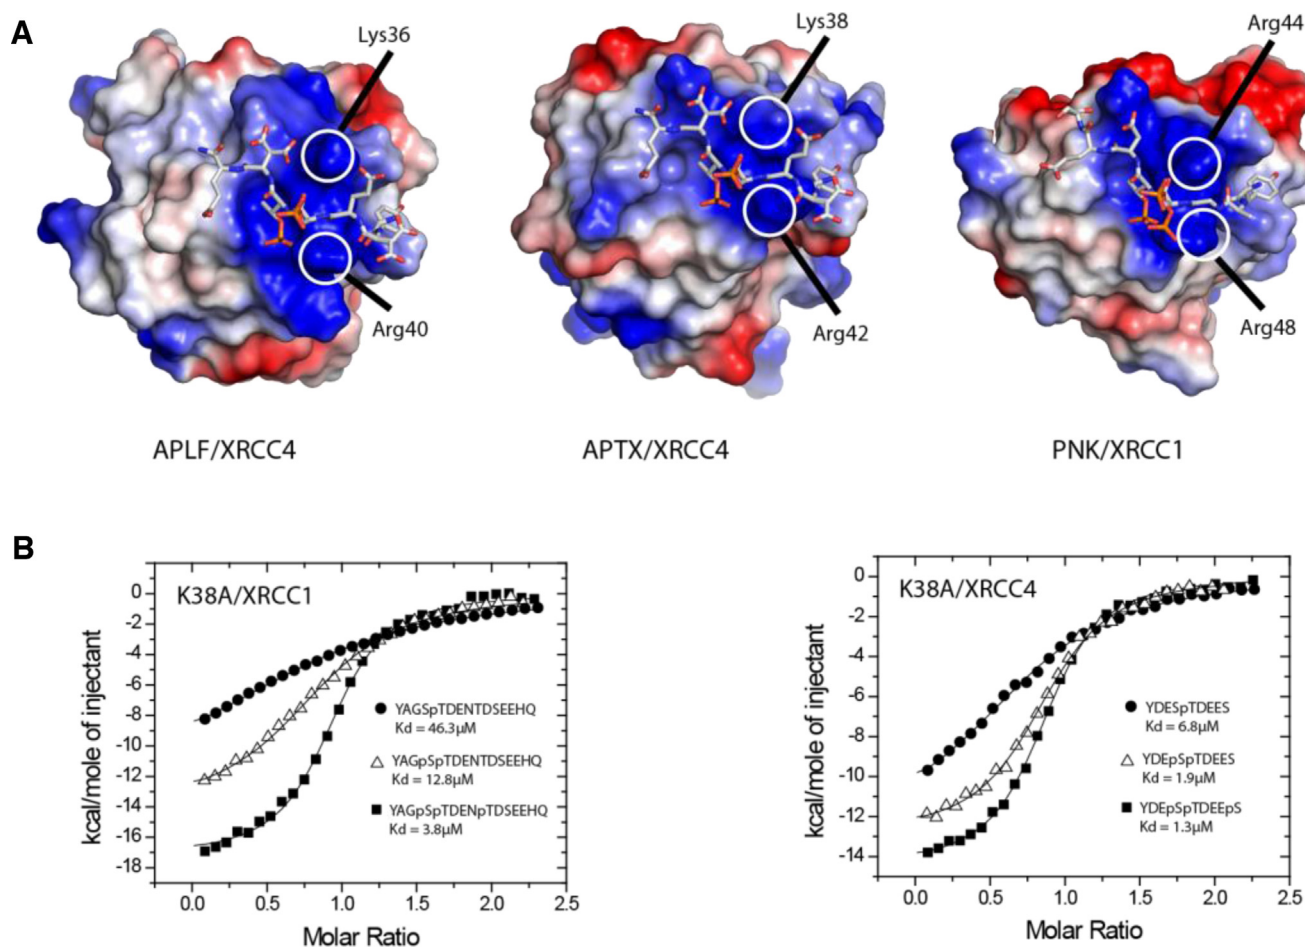 A
Lys36
Lys38
Arg44
Arg40
Arg42
Arg48
APLF/XRCC4
APTX/XRCC4
PNK/XRCC1
B
K38A/XRCC1
kcal/mole of injectant
0
-2
-4
-6
-8
-10
-12
-14
-16
-18
YAGSpTDENTDSEEHQ
Kd = 46.3µM
YAGpSpTDENTDSEEHQ
Kd = 12.8µM
YAGpSpTDENpTDSEEHQ
Kd = 3.8µM
0.0 0.5 1.0 1.5 2.0 2.5
Molar Ratio
K38A/XRCC4
kcal/mole of injectant
0
-2
-4
-6
-8
-10
-12
-14
YDESpTDEES
Kd = 6.8µM
YDEpSpTDEES
Kd = 1.9µM
YDEpSpTDEEpS
Kd = 1.3µM
0.0 0.5 1.0 1.5 2.0 2.5
Molar Ratio